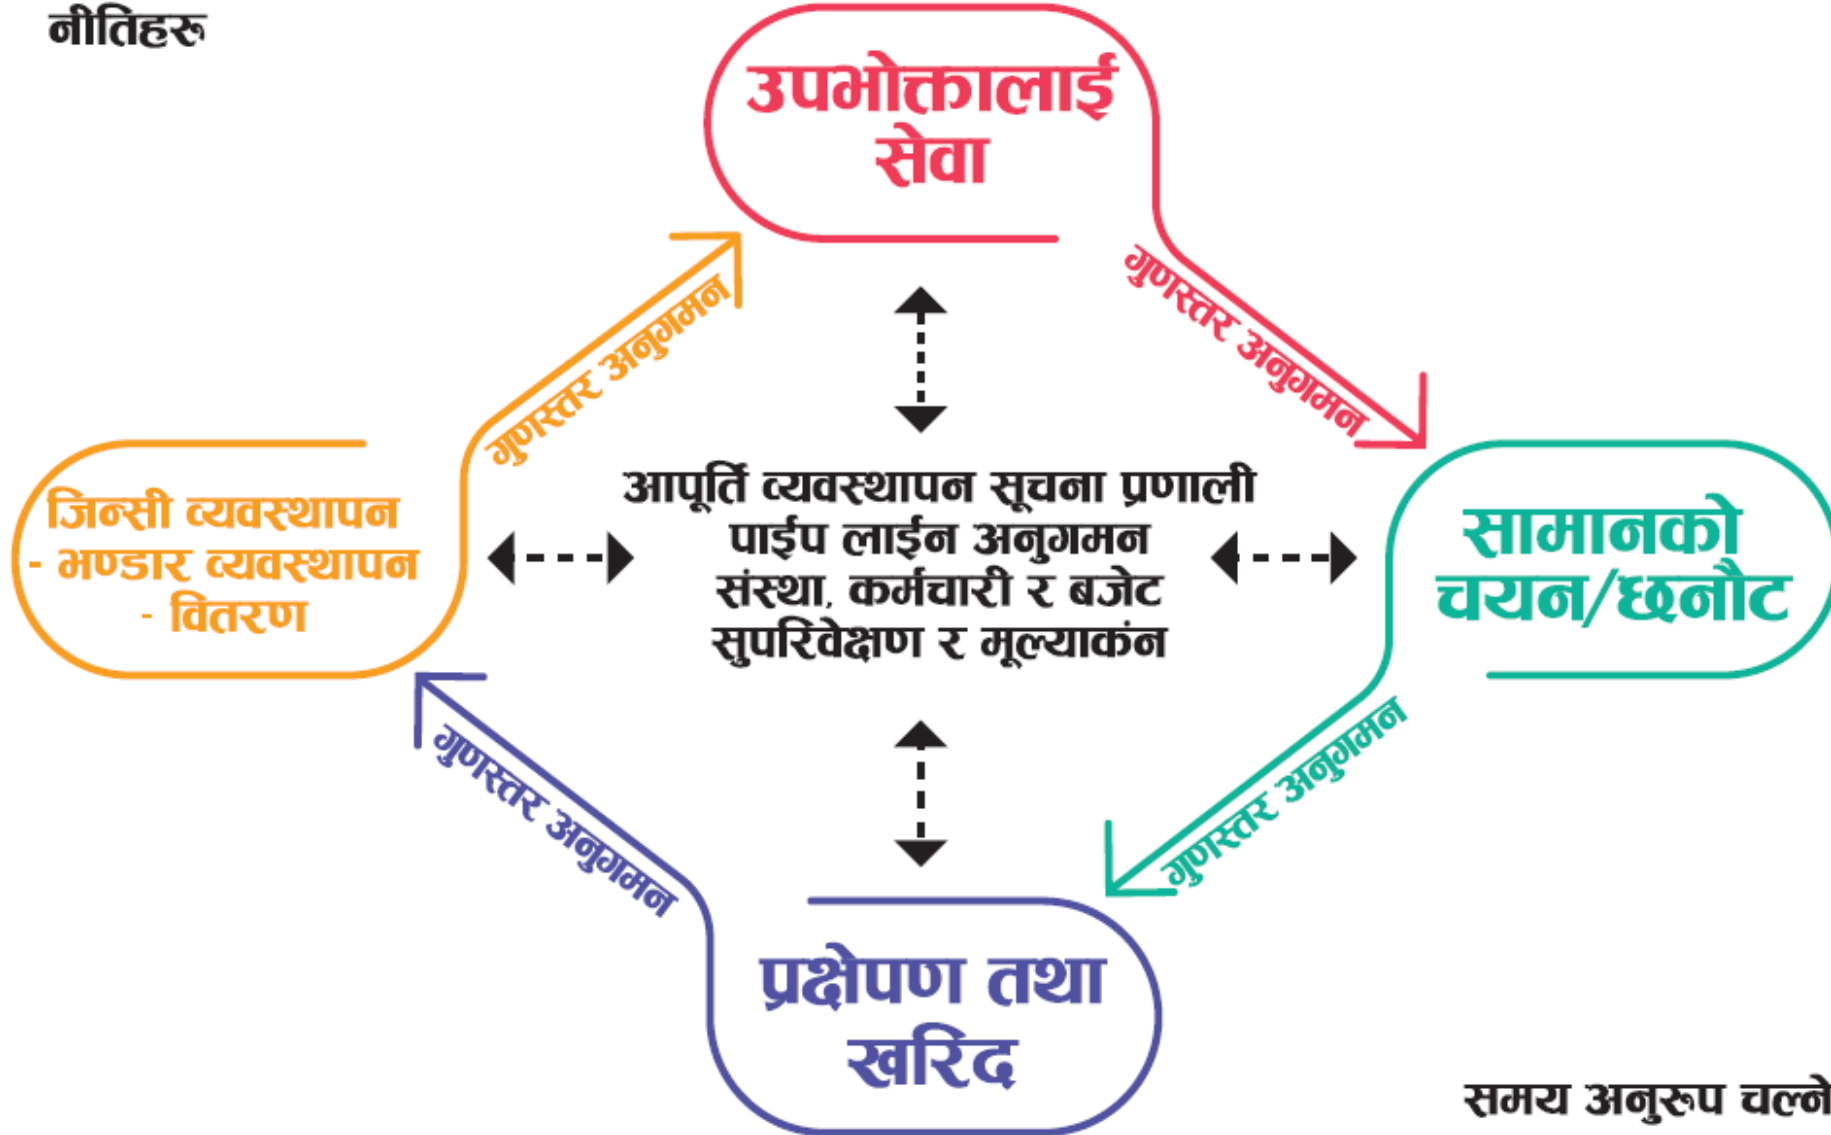 नीतिहरु
उपभोक्तालाई
सेवा
गुणस्तर अनुगमन
गुणस्तर अनुगमन
जिन्सी व्यवस्थापन
- भण्डार व्यवस्थापन
- वितरण
आपूर्ति व्यवस्थापन सूचना प्रणाली
पाईप लाईन अनुगमन
संस्था, कर्मचारी र बजेट
सुपरिवेक्षण र मूल्याकंन
सामानको
चयन/छनौट
गुणस्तर अनुगमन
गुणस्तर अनुगमन
प्रक्षेपण तथा
खरिद
समय अनुरुप चल्ने